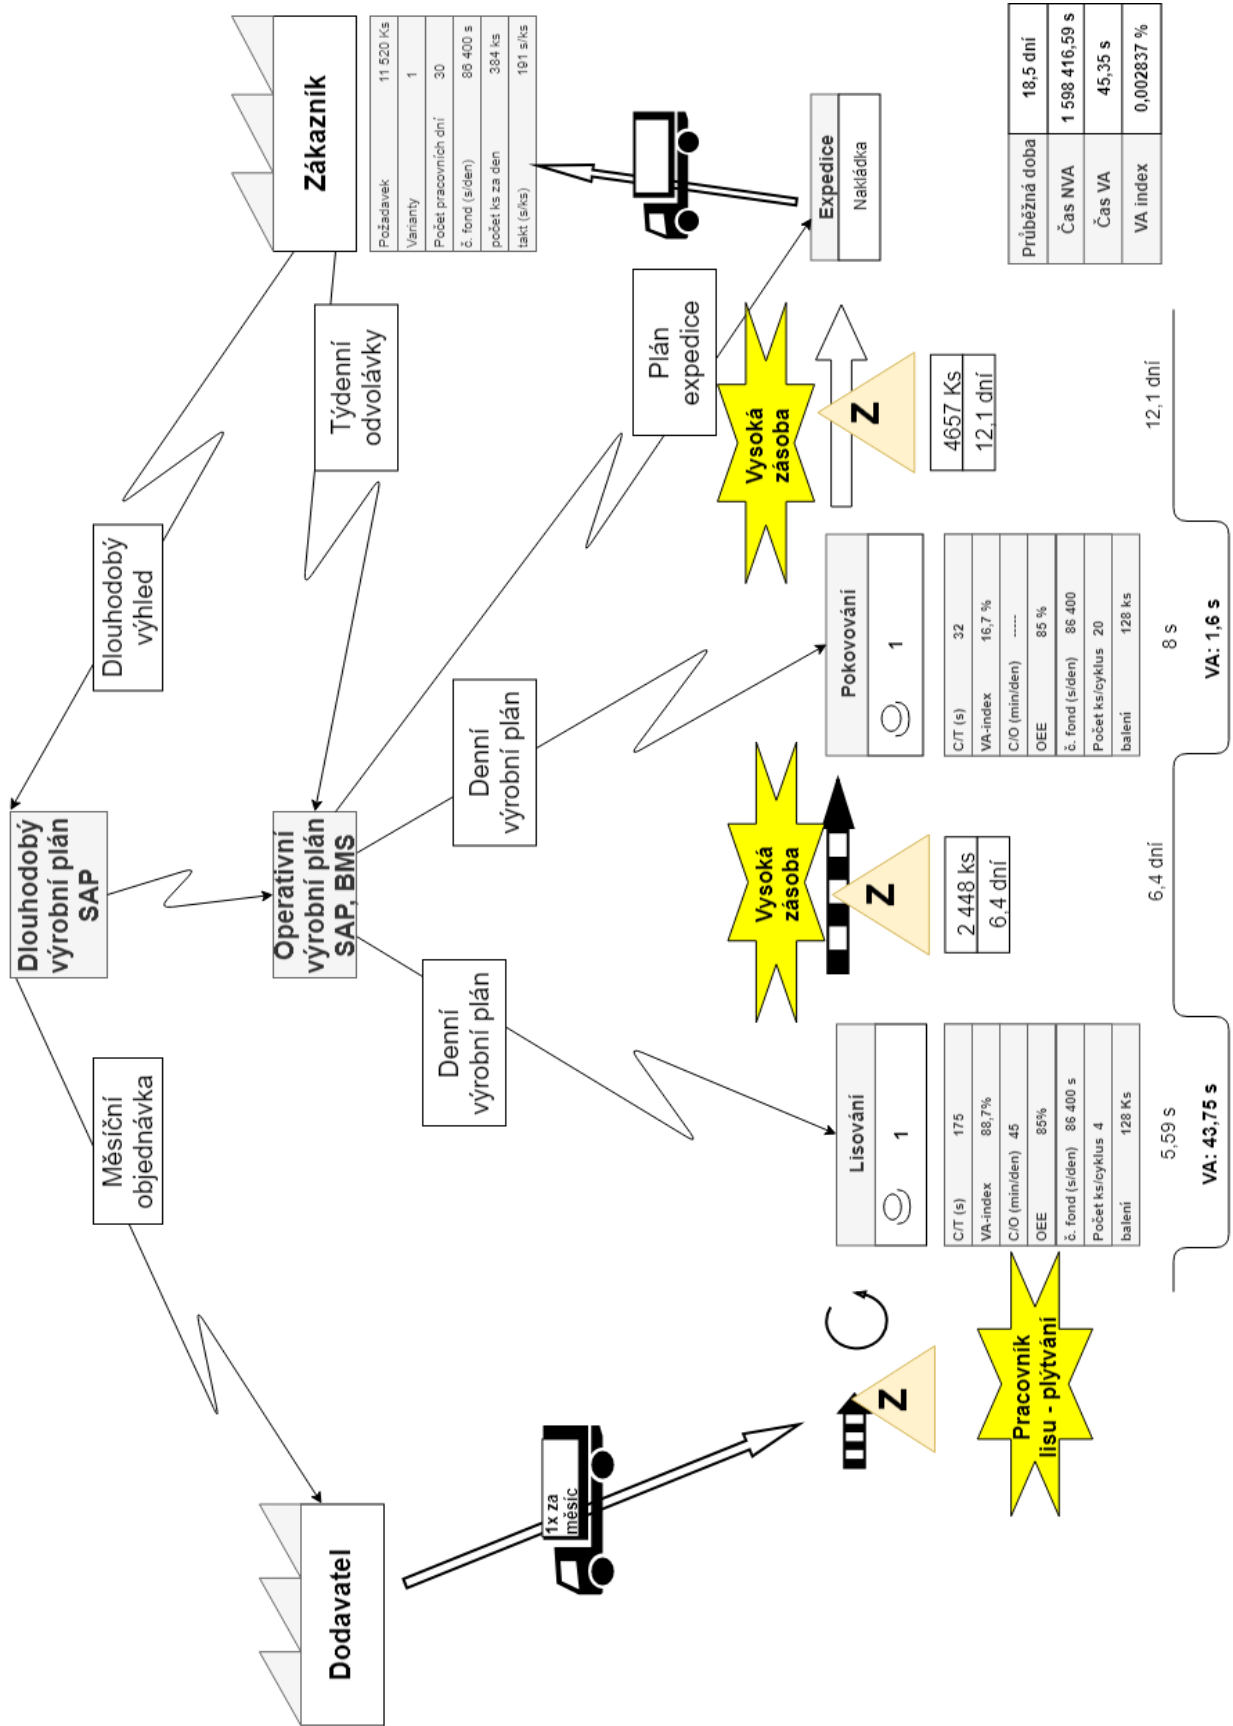 Dodavatel
Měsíční
objednávka
Dlouhodobý
výrobní plán
SAP
Dlouhodobý
výhled
Zákazník
Požadavek 11 520 Ks
Varianty 1
Počet pracovních dní 30
č. fond (s/den) 86 400 s
počet ks za den 384 ks
takt (s/ks) 191 s/ks
Operativní
výrobní plán
SAP, BMS
Týdenní
odvolávky
Denní
výrobní plán
Denní
výrobní plán
Plán
expedice
1x za
měsíc
Z
Pracovník
lisu - plýtvání
Lisování
1
C/T (s) 175
VA-index 88,7%
C/O (min/den) 45
OEE 85%
č. fond (s/den) 86 400 s
Počet ks/cyklus 4
balení 128 Ks
Vysoká
zásoba
Z
2 448 ks
6,4 dní
Pokovování
1
C/T (s) 32
VA-index 16,7 %
C/O (min/den) -----
OEE 85 %
č. fond (s/den) 86 400
Počet ks/cyklus 20
balení 128 ks
Vysoká
zásoba
Z
4657 Ks
12,1 dní
Expedice
Nakládka
5,59 s
VA: 43,75 s
6,4 dní
8 s
VA: 1,6 s
12,1 dní
Průběžná doba 18,5 dní
Čas NVA 1 598 416,59 s
Čas VA 45,35 s
VA index 0,002837 %